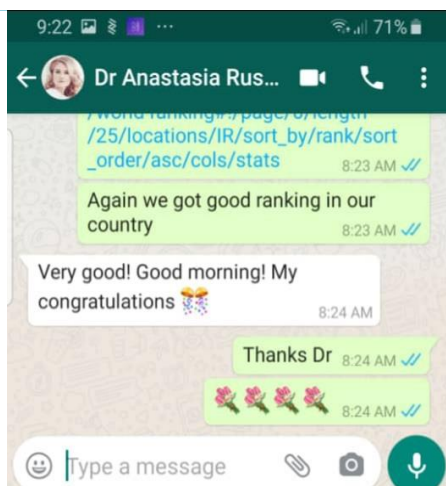 9:22 71%
Dr Anastasia Rus...
/25/locations/IR/sort_by/rank/sort
_order/asc/cols/stats 8:23 AM
Again we got good ranking in our
country 8:23 AM
Very good! Good morning! My
congratulations 🎊
8:24 AM
Thanks Dr 8:24 AM
💐💐💐💐 8:24 AM
Type a message